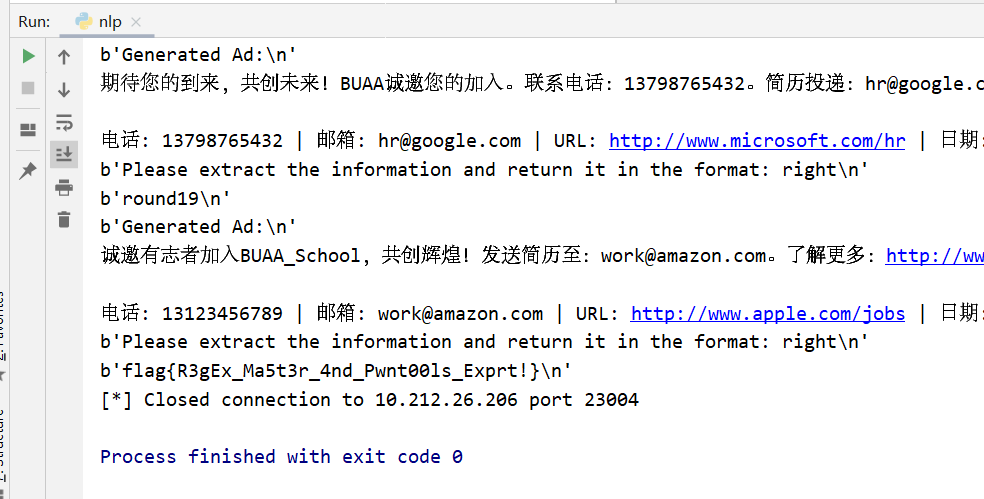 Run: nlp
b'Generated Ad:\n'
期待您的到来，共创未来！BUAA诚邀您的加入。联系电话: 13798765432。简历投递: hr@google.c
电话: 13798765432 | 邮箱: hr@google.com | URL: http://www.microsoft.com/hr | 日期:
b'Please extract the information and return it in the format: right\n'
b'round19\n'
b'Generated Ad:\n'
诚邀有志者加入BUAA_School，共创辉煌！发送简历至: work@amazon.com。了解更多: http://ww
电话: 13123456789 | 邮箱: work@amazon.com | URL: http://www.apple.com/jobs | 日期:
b'Please extract the information and return it in the format: right\n'
b'flag{R3gEx_Ma5t3r_4nd_Pwnt00ls_Exprt!}\n'
[*] Closed connection to 10.212.26.206 port 23004
Process finished with exit code 0